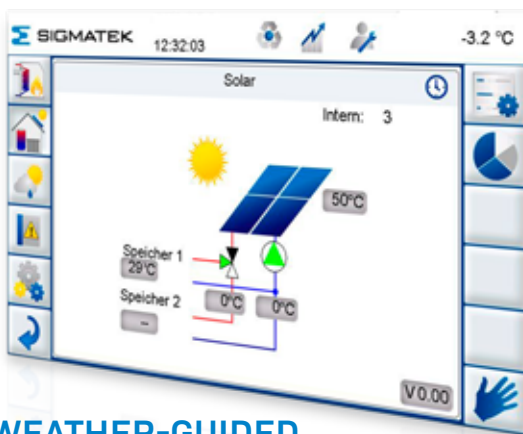 SIGMATEK 12:32:03 -3.2 °C
Solar
Intern: 3
50°C
Speicher 1
29°C
Speicher 2
0°C 0°C
–
V 0.00
WEATHER-GUIDED